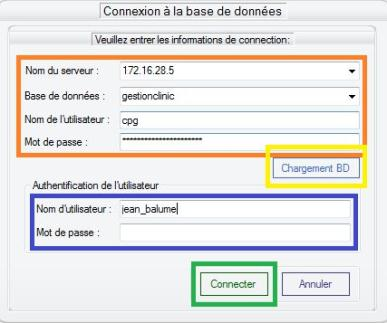 Connexion à la base de données
Veuillez entrer les informations de connection:
Nom du serveur : 172.16.28.5
Base de données : gestionclinic
Nom de l'utilisateur : cpg
Mot de passe : **********************
Chargement BD
Authentification de l'utilisateur
Nom d'utilisateur : jean_balume
Mot de passe :
Connecter Annuler